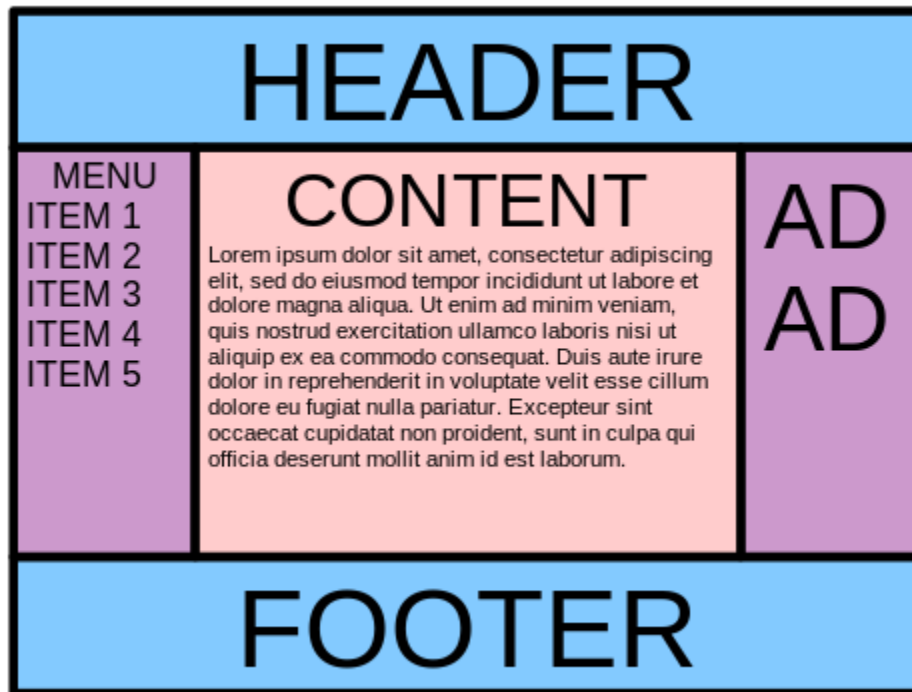 HEADER
MENU
ITEM 1
ITEM 2
ITEM 3
ITEM 4
ITEM 5
CONTENT
Lorem ipsum dolor sit amet, consectetur adipiscing
elit, sed do eiusmod tempor incididunt ut labore et
dolore magna aliqua. Ut enim ad minim veniam,
quis nostrud exercitation ullamco laboris nisi ut
aliquip ex ea commodo consequat. Duis aute irure
dolor in reprehenderit in voluptate velit esse cillum
dolore eu fugiat nulla pariatur. Excepteur sint
occaecat cupidatat non proident, sunt in culpa qui
officia deserunt mollit anim id est laborum.
AD
AD
FOOTER